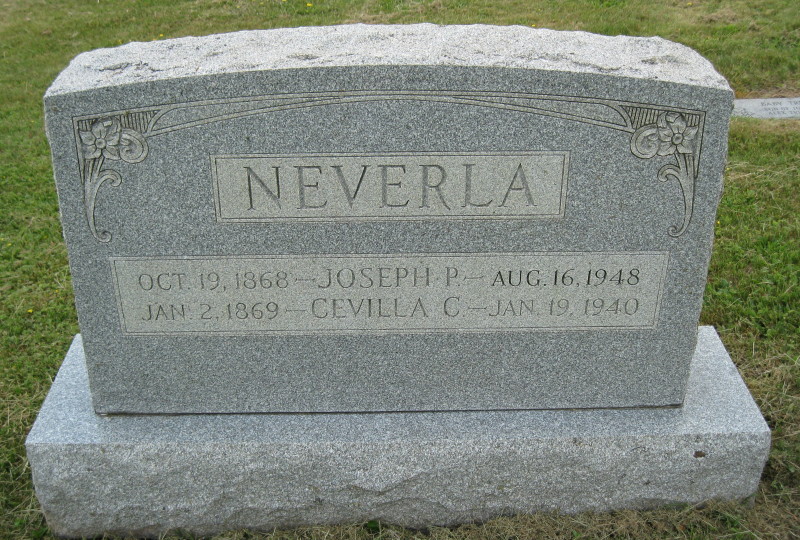 NEVERLA
OCT. 19, 1868 — JOSEPH P. — AUG. 16, 1948
JAN. 2, 1869 — CEVILLA C. — JAN. 19, 1940